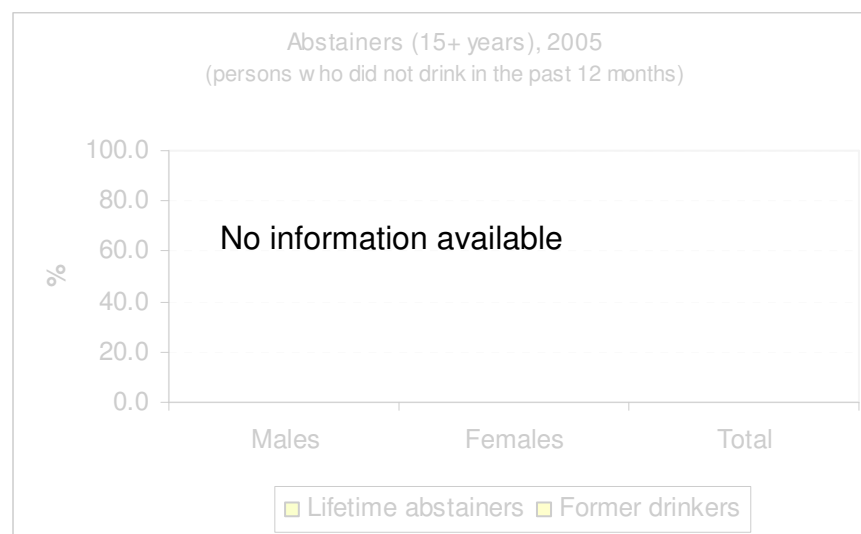 Abstainers (15+ years), 2005
(persons who did not drink in the past 12 months)
100.0
80.0
60.0
40.0
20.0
0.0
%
No information available
Males Females Total
Lifetime abstainers Former drinkers